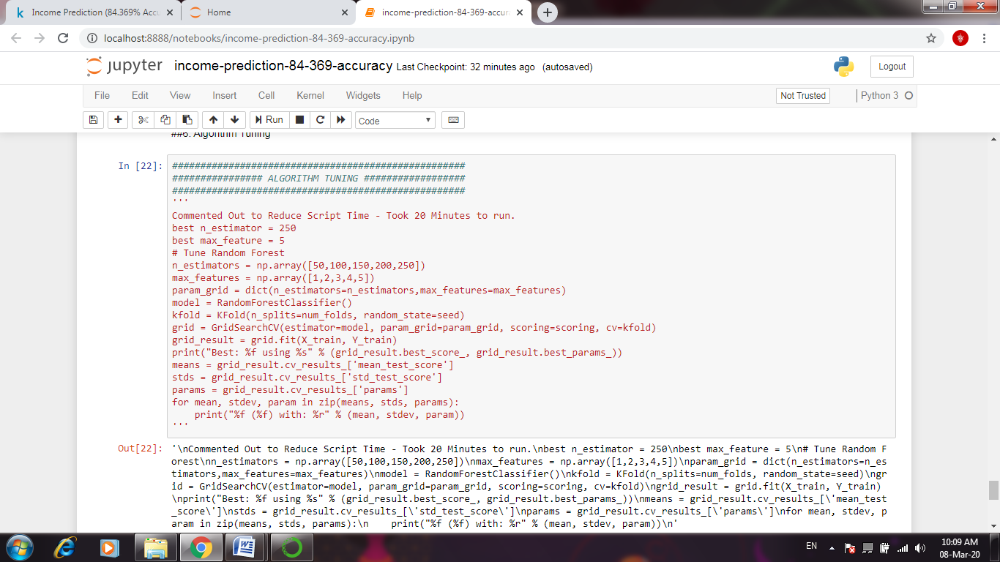 Income Prediction (84.369% Accu
Home
income-prediction-84-369-accura
localhost:8888/notebooks/income-prediction-84-369-accuracy.ipynb
jupyter income-prediction-84-369-accuracy Last Checkpoint: 32 minutes ago (autosaved)
Logout
File Edit View Insert Cell Kernel Widgets Help
Not Trusted
Python 3
Run
Code
##6. Algorithm Tuning
In [22]:
####################################################
################ ALGORITHM TUNING ##################
####################################################
'''
Commented Out to Reduce Script Time - Took 20 Minutes to run.
best n_estimator = 250
best max_feature = 5
# Tune Random Forest
n_estimators = np.array([50,100,150,200,250])
max_features = np.array([1,2,3,4,5])
param_grid = dict(n_estimators=n_estimators,max_features=max_features)
model = RandomForestClassifier()
kfold = KFold(n_splits=num_folds, random_state=seed)
grid = GridSearchCV(estimator=model, param_grid=param_grid, scoring=scoring, cv=kfold)
grid_result = grid.fit(X_train, Y_train)
print("Best: %f using %s" % (grid_result.best_score_, grid_result.best_params_))
means = grid_result.cv_results_['mean_test_score']
stds = grid_result.cv_results_['std_test_score']
params = grid_result.cv_results_['params']
for mean, stdev, param in zip(means, stds, params):
    print("%f (%f) with: %r" % (mean, stdev, param))
'''
Out[22]:
'\nCommented Out to Reduce Script Time - Took 20 Minutes to run.\nbest n_estimator = 250\nbest max_feature = 5\n# Tune Random F
orest\nn_estimators = np.array([50,100,150,200,250])\nmax_features = np.array([1,2,3,4,5])\nparam_grid = dict(n_estimators=n_es
timators,max_features=max_features)\nmodel = RandomForestClassifier()\nkfold = KFold(n_splits=num_folds, random_state=seed)\ngr
id = GridSearchCV(estimator=model, param_grid=param_grid, scoring=scoring, cv=kfold)\ngrid_result = grid.fit(X_train, Y_train)
\nprint("Best: %f using %s" % (grid_result.best_score_, grid_result.best_params_))\nmeans = grid_result.cv_results_[\'mean_test
_score\']\nstds = grid_result.cv_results_[\'std_test_score\']\nparams = grid_result.cv_results_[\'params\']\nfor mean, stdev, p
aram in zip(means, stds, params):\n    print("%f (%f) with: %r" % (mean, stdev, param))\n'
EN
10:09 AM
08-Mar-20